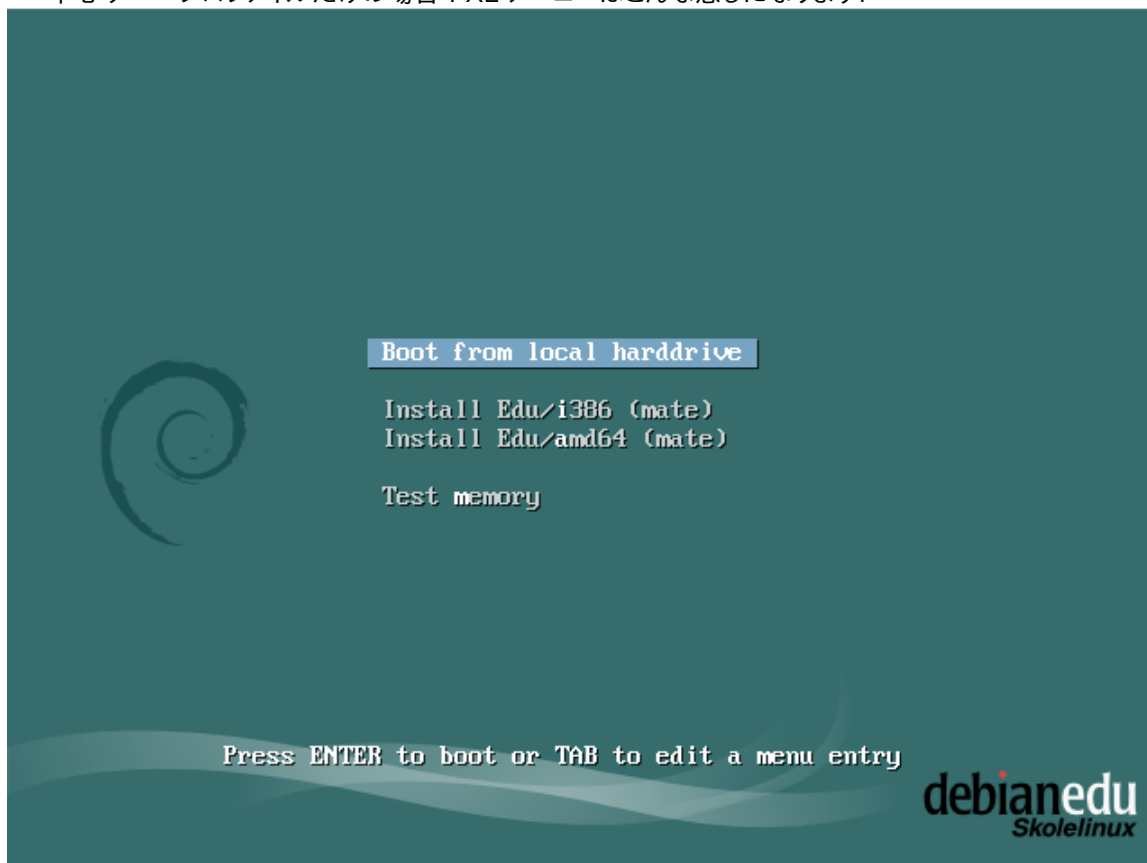 Boot from local harddrive
Install Edu/i386 (mate)
Install Edu/amd64 (mate)
Test memory
Press ENTER to boot or TAB to edit a menu entry
debianedu
Skolelinux